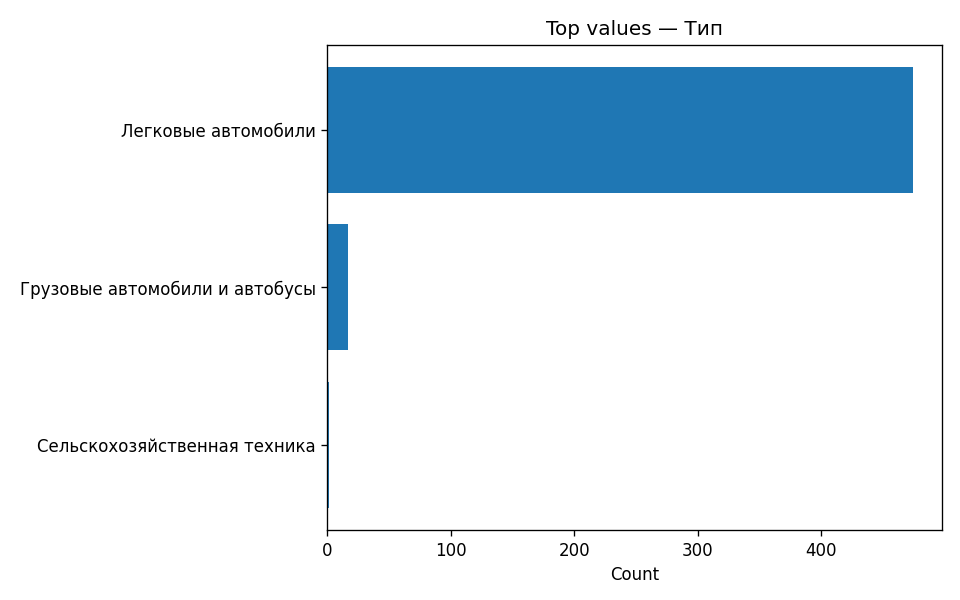 Top values — Тип
Легковые автомобили
Грузовые автомобили и автобусы
Сельскохозяйственная техника
0 100 200 300 400
Count